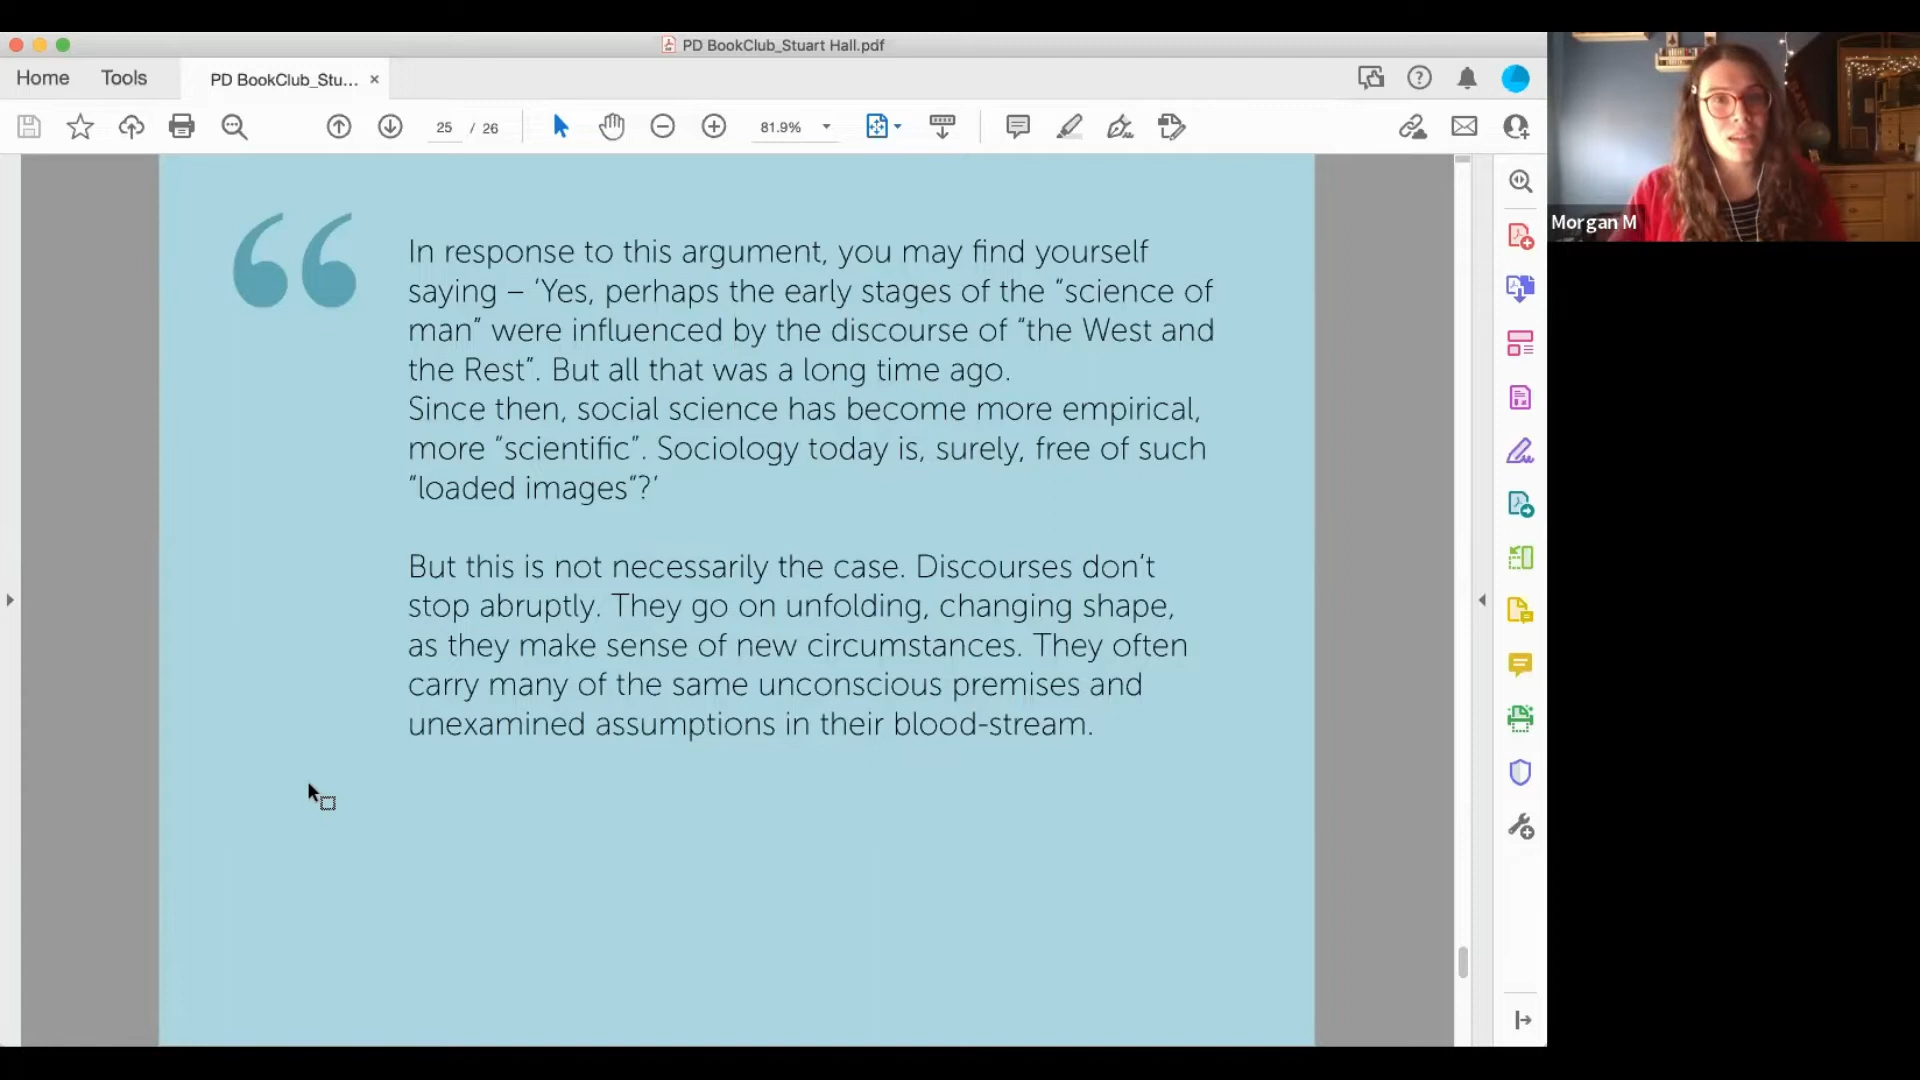 PD BookClub_Stuart Hall.pdf
Home
Tools
PD BookClub_Stu...
25 / 26
81.9%
“
In response to this argument, you may find yourself
saying – ‘Yes, perhaps the early stages of the “science of
man” were influenced by the discourse of “the West and
the Rest”. But all that was a long time ago.
Since then, social science has become more empirical,
more “scientific”. Sociology today is, surely, free of such
“loaded images”?’
But this is not necessarily the case. Discourses don’t
stop abruptly. They go on unfolding, changing shape,
as they make sense of new circumstances. They often
carry many of the same unconscious premises and
unexamined assumptions in their blood-stream.
Morgan M